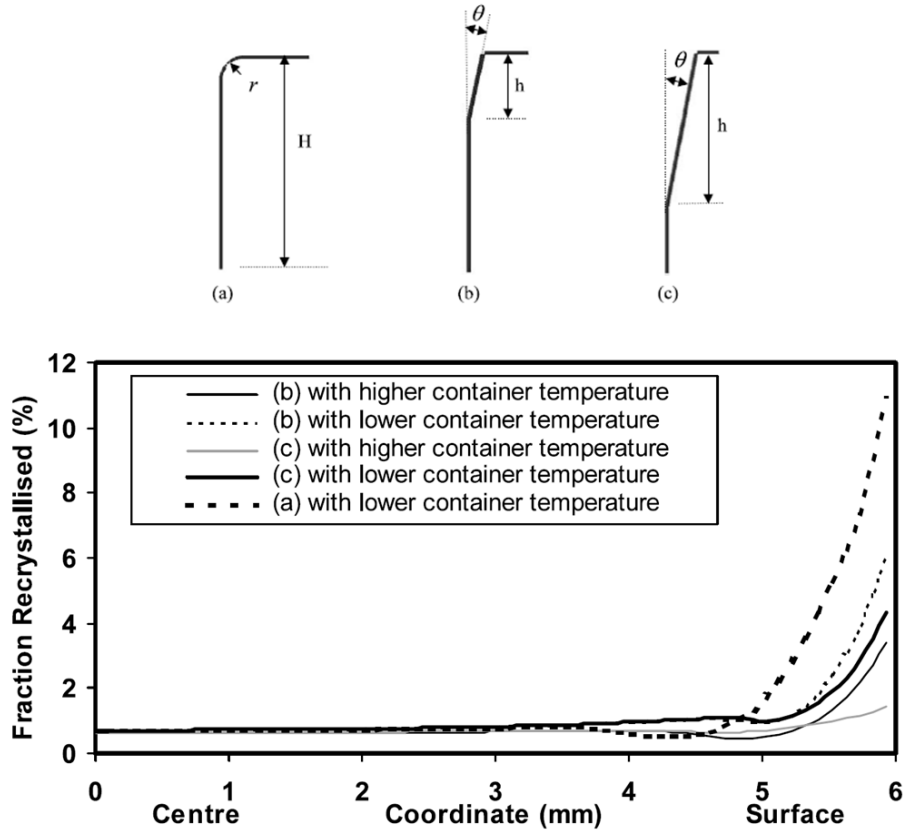 θ
r
H
(a)
θ
h
(b)
θ
h
(c)
Fraction Recrystallised (%)
12
10
8
6
4
2
0
(b) with higher container temperature
(b) with lower container temperature
(c) with higher container temperature
(c) with lower container temperature
(a) with lower container temperature
0 1 2 3 4 5 6
Centre Coordinate (mm) Surface